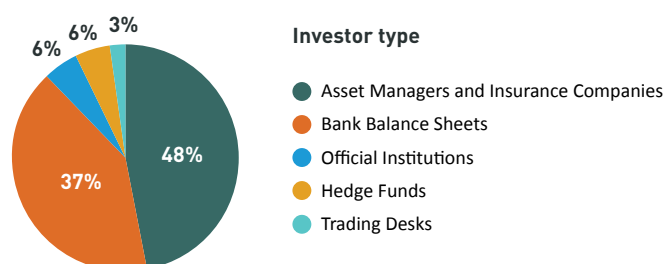 6% 6% 3%
48%
37%
Investor type
Asset Managers and Insurance Companies
Bank Balance Sheets
Official Institutions
Hedge Funds
Trading Desks